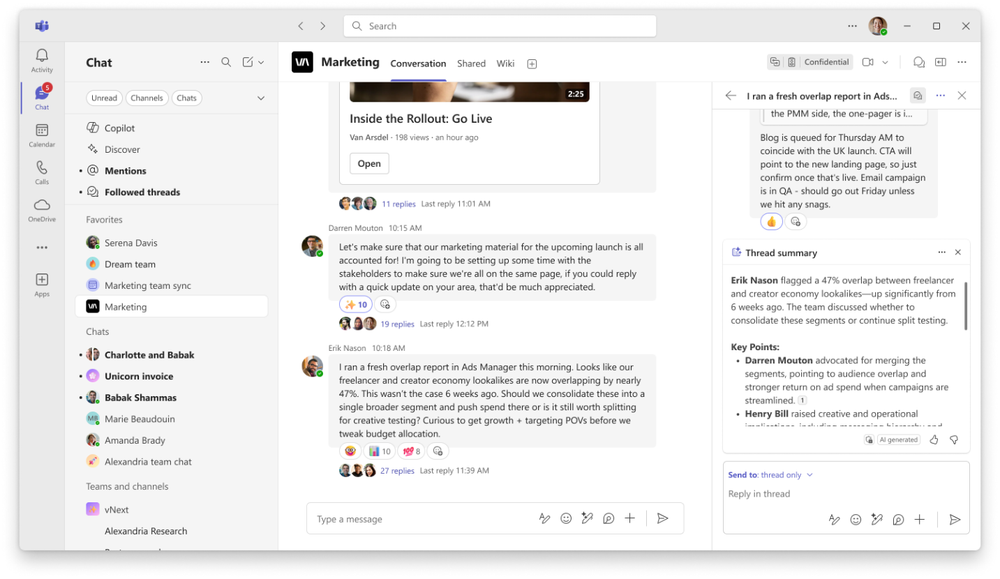 Search
Activity
5
Chat
Calendar
Calls
OneDrive
Apps
Chat
Unread
Channels
Chats
Copilot
Discover
Mentions
Followed threads
Favorites
Serena Davis
Dream team
Marketing team sync
Marketing
Chats
Charlotte and Babak
Unicorn invoice
Babak Shammas
MB
Marie Beaudouin
Amanda Brady
Alexandria team chat
Teams and channels
vNext
Alexandria Research
Marketing
Conversation
Shared
Wiki
Confidential
2:25
Inside the Rollout: Go Live
Van Arsdel · 198 views · an hour ago
Open
11 replies Last reply 11:01 AM
Darren Mouton 10:15 AM
Let's make sure that our marketing material for the upcoming launch is all
accounted for! I'm going to be setting up some time with the
stakeholders to make sure we're all on the same page, if you could reply
with a quick update on your area, that'd be much appreciated.
10
19 replies Last reply 12:12 PM
Erik Nason 10:18 AM
I ran a fresh overlap report in Ads Manager this morning. Looks like our
freelancer and creator economy lookalikes are now overlapping by nearly
47%. This wasn't the case 6 weeks ago. Should we consolidate these into a
single broader segment and push spend there or is it still worth splitting
for creative testing? Curious to get growth + targeting POVs before we
tweak budget allocation.
10
100 8
27 replies Last reply 11:39 AM
Type a message
I ran a fresh overlap report in Ads...
the PMM side, the one-pager is i...
Blog is queued for Thursday AM to
coincide with the UK launch. CTA will
point to the new landing page, so just
confirm once that's live. Email campaign
is in QA - should go out Friday unless
we hit any snags.
Thread summary
Erik Nason flagged a 47% overlap between freelancer
and creator economy lookalikes—up significantly from
6 weeks ago. The team discussed whether to
consolidate these segments or continue split testing.
Key Points:
• Darren Mouton advocated for merging the
segments, pointing to audience overlap and
stronger return on ad spend when campaigns are
streamlined. 1
• Henry Bill raised creative and operational
implications, including messaging hierarchy and
AI generated
Send to: thread only
Reply in thread